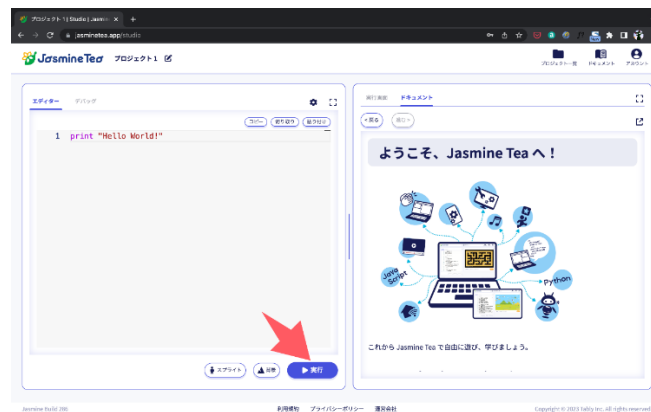 プロジェクト1 | Studio | Jasmin
jasminetea.app/studio
JasmineTea
プロジェクト1
プロジェクト一覧
ドキュメント
アカウント
エディター
デバッグ
コピー
切り取り
貼り付け
1 print "Hello World!"
スプライト
▶ 実行
実行画面
ドキュメント
<戻る
進む>
ようこそ、Jasmine Tea へ！
Java
Script
Python
これから Jasmine Tea で自由に遊び、学びましょう。
Jasmine Build 286
利用規約
プライバシーポリシー
運営会社
Copyright © 2023 Tably Inc. All rights reserved